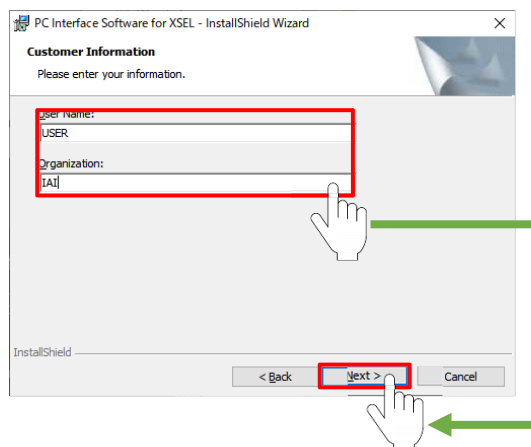 PC Interface Software for XSEL - InstallShield Wizard
Customer Information
Please enter your information.
User Name:
USER
Organization:
IAI
InstallShield
< Back Next > Cancel